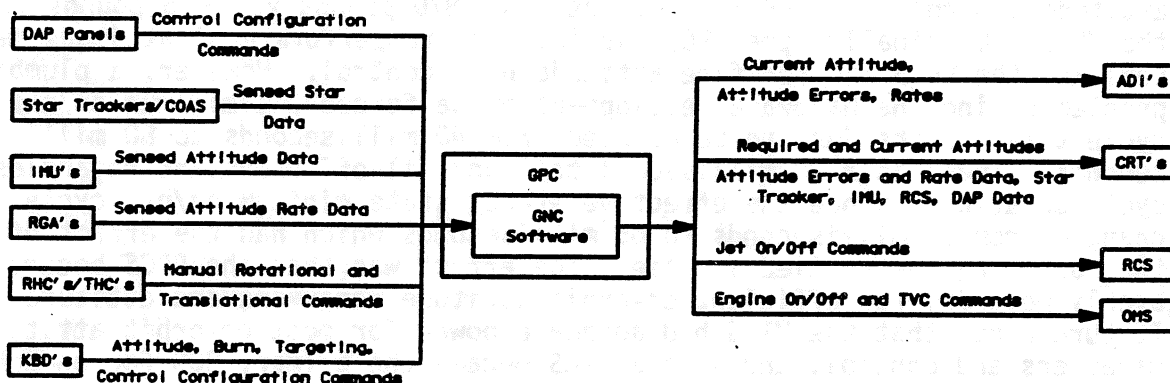 DAP Panels
Control Configuration
Commands
Star Trackers/COAS
Sensed Star
Data
IMU's
Sensed Attitude Data
RGA's
Sensed Attitude Rate Data
RHC's/THC's
Manual Rotational and
Translational Commands
KBD's
Attitude, Burn, Targeting,
Control Configuration Commands
GPC
GNC
Software
Current Attitude,
Attitude Errors, Rates
ADI's
Required and Current Attitudes
Attitude Errors and Rate Data, Star
Tracker, IMU, RCS, DAP Data
CRT's
Jet On/Off Commands
RCS
Engine On/Off and TVC Commands
OMS